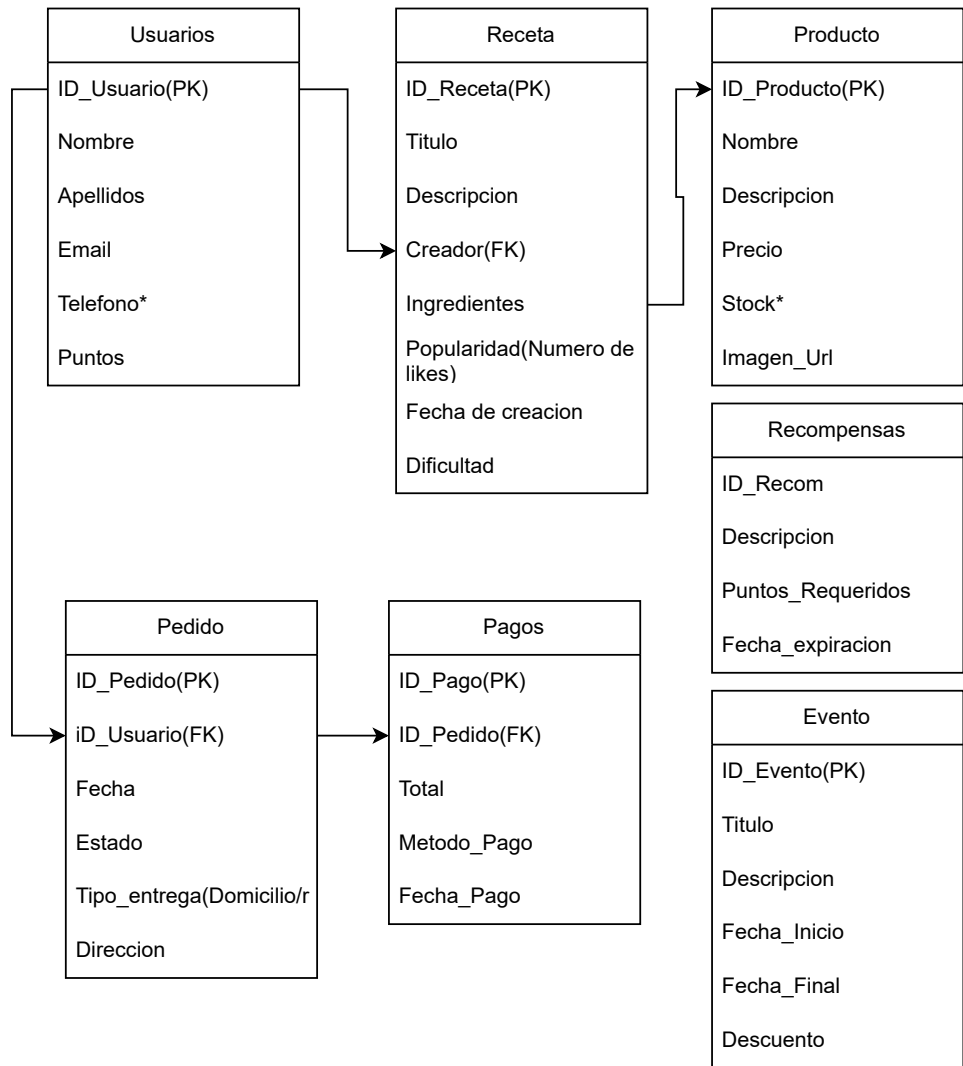 Usuarios
ID_Usuario(PK)
Nombre
Apellidos
Email
Telefono*
Puntos
Receta
ID_Receta(PK)
Titulo
Descripcion
Creador(FK)
Ingredientes
Popularidad(Numero de
likes)
Fecha de creacion
Dificultad
Producto
ID_Producto(PK)
Nombre
Descripcion
Precio
Stock*
Imagen_Url
Recompensas
ID_Recom
Descripcion
Puntos_Requeridos
Fecha_expiracion
Pedido
ID_Pedido(PK)
iD_Usuario(FK)
Fecha
Estado
Tipo_entrega(Domicilio/r
Direccion
Pagos
ID_Pago(PK)
ID_Pedido(FK)
Total
Metodo_Pago
Fecha_Pago
Evento
ID_Evento(PK)
Titulo
Descripcion
Fecha_Inicio
Fecha_Final
Descuento